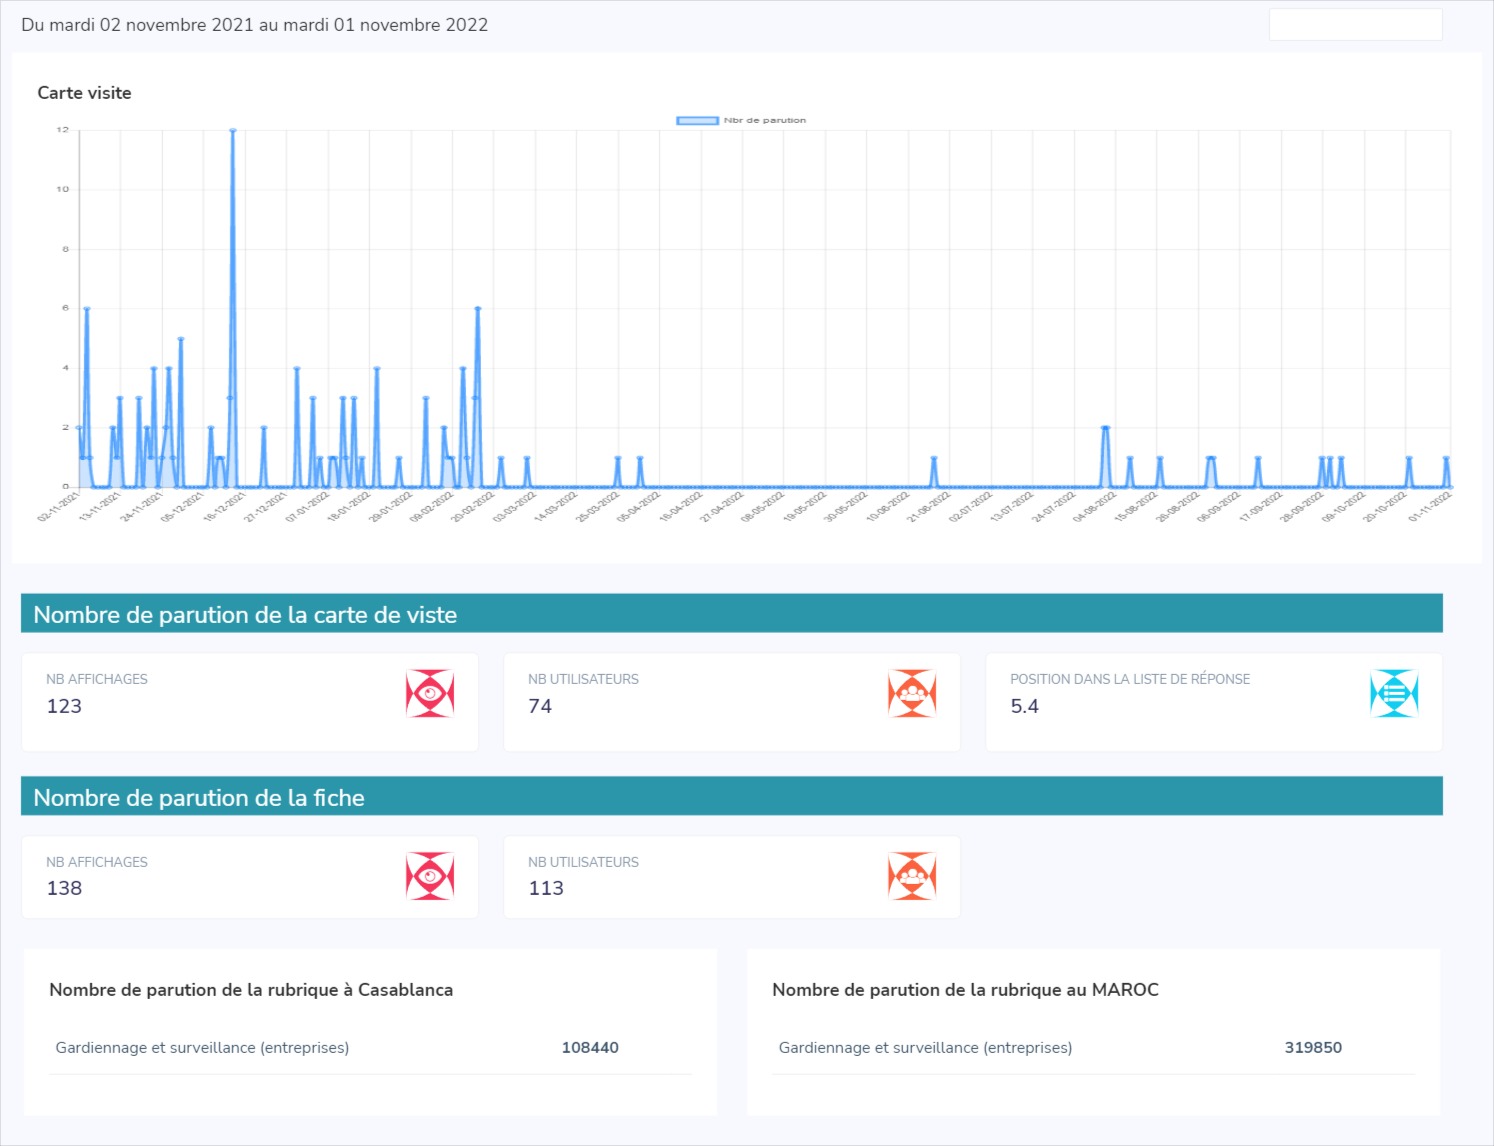 Du mardi 02 novembre 2021 au mardi 01 novembre 2022
Carte visite
Nbr de parution
12
10
8
6
4
2
0
02-11-2021 13-11-2021 24-11-2021 05-12-2021 16-12-2021 27-12-2021 07-01-2022 18-01-2022 29-01-2022 09-02-2022 20-02-2022 03-03-2022 14-03-2022 25-03-2022 05-04-2022 16-04-2022 27-04-2022 08-05-2022 19-05-2022 30-05-2022 10-06-2022 21-06-2022 02-07-2022 13-07-2022 24-07-2022 04-08-2022 15-08-2022 26-08-2022 06-09-2022 17-09-2022 28-09-2022 09-10-2022 20-10-2022 01-11-2022
Nombre de parution de la carte de viste
NB AFFICHAGES
123
NB UTILISATEURS
74
POSITION DANS LA LISTE DE RÉPONSE
5.4
Nombre de parution de la fiche
NB AFFICHAGES
138
NB UTILISATEURS
113
Nombre de parution de la rubrique à Casablanca
Gardiennage et surveillance (entreprises) 108440
Nombre de parution de la rubrique au MAROC
Gardiennage et surveillance (entreprises) 319850